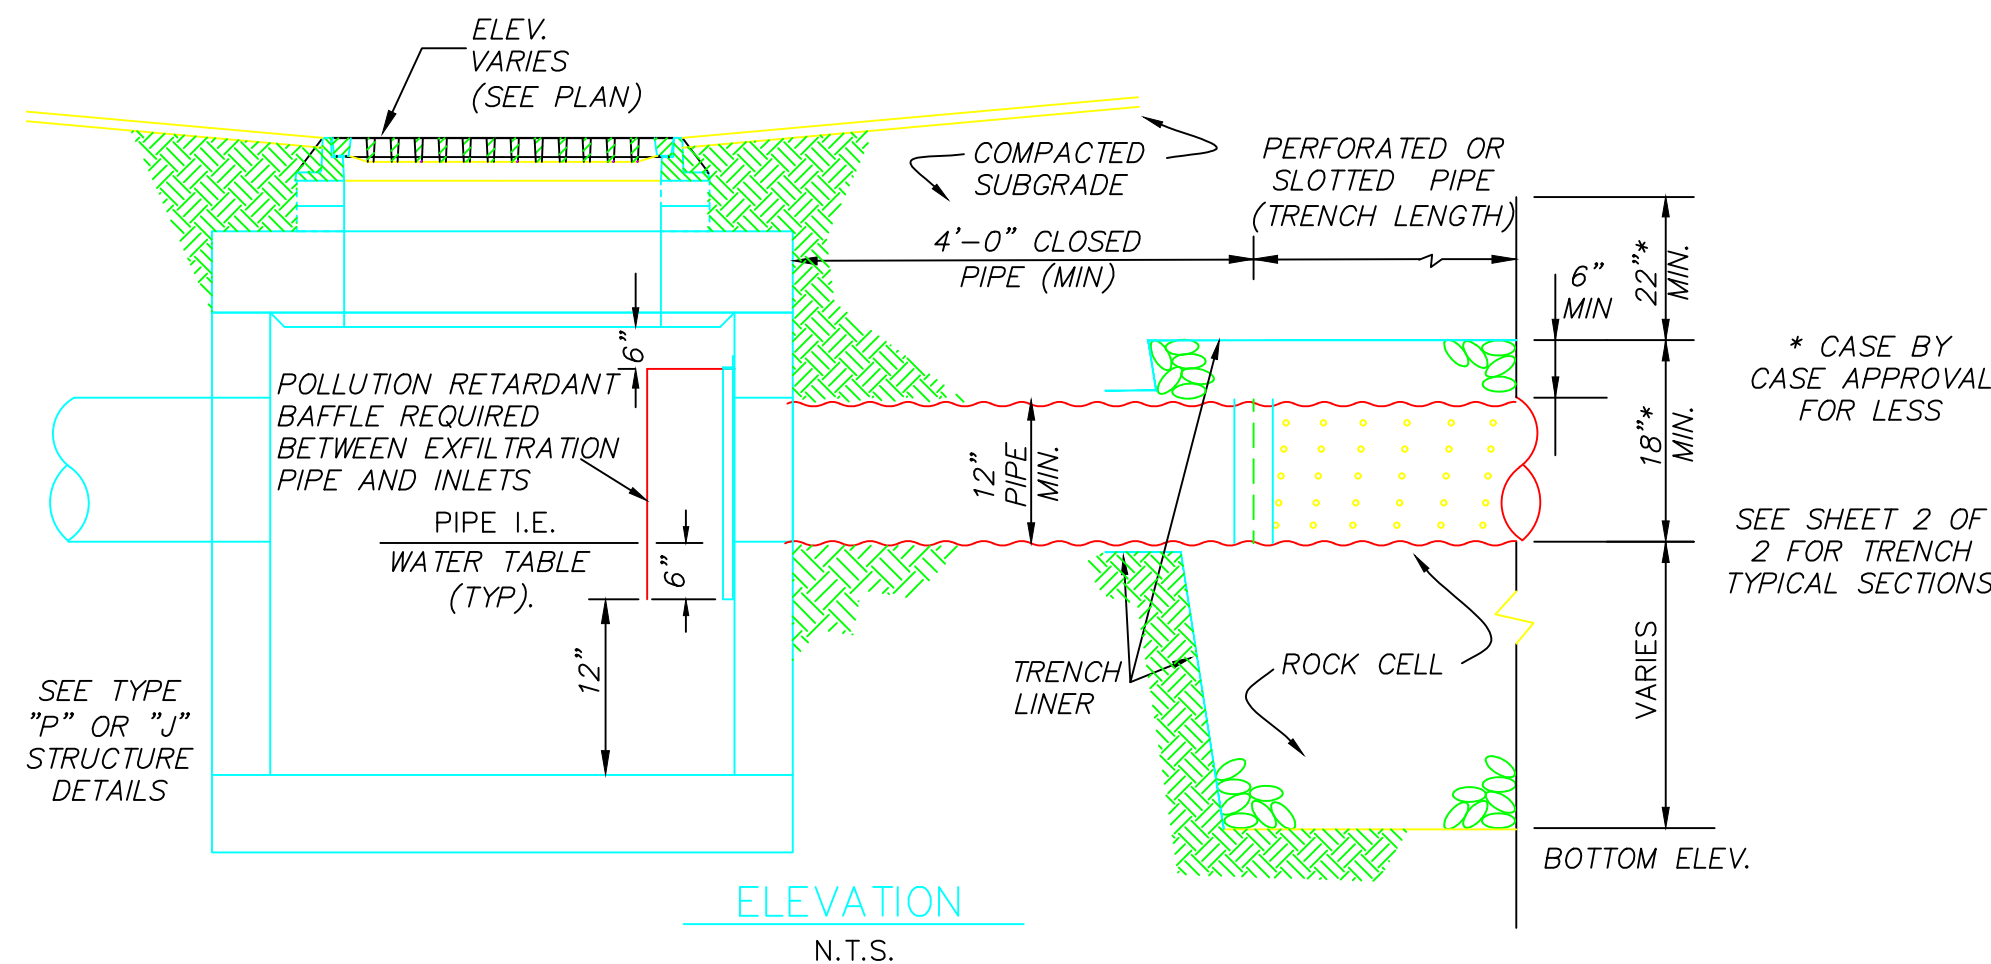 ELEV.
VARIES
(SEE PLAN)
COMPACTED
SUBGRADE
PERFORATED OR
SLOTTED PIPE
(TRENCH LENGTH)
4'-0" CLOSED
PIPE (MIN)
6"
MIN
22"*
MIN.
6"
POLLUTION RETARDANT
BAFFLE REQUIRED
BETWEEN EXFILTRATION
PIPE AND INLETS
12"
PIPE
MIN.
18"*
MIN.
* CASE BY
CASE APPROVAL
FOR LESS
PIPE I.E.
WATER TABLE
(TYP).
6"
SEE SHEET 2 OF
2 FOR TRENCH
TYPICAL SECTIONS
12"
TRENCH
LINER
ROCK CELL
VARIES
SEE TYPE
"P" OR "J"
STRUCTURE
DETAILS
BOTTOM ELEV.
ELEVATION
N.T.S.